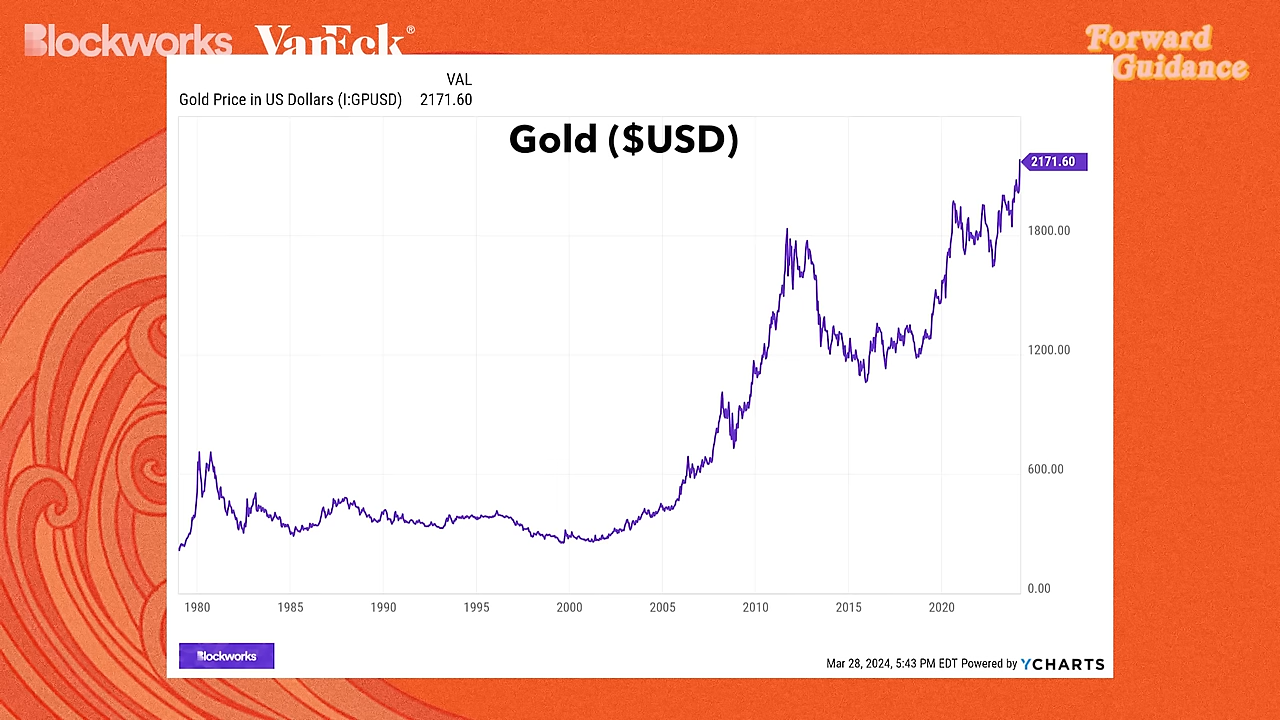 Blockworks
VanEck®
Forward
Guidance
VAL
Gold Price in US Dollars (I:GPUSD) 2171.60
Gold ($USD)
2171.60
1800.00
1200.00
600.00
0.00
1980 1985 1990 1995 2000 2005 2010 2015 2020
Blockworks
Mar 28, 2024, 5:43 PM EDT Powered by YCHARTS